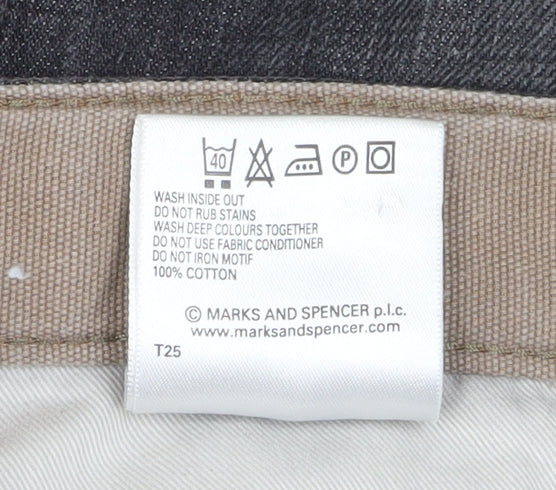 40 P
WASH INSIDE OUT
DO NOT RUB STAINS
WASH DEEP COLOURS TOGETHER
DO NOT USE FABRIC CONDITIONER
DO NOT IRON MOTIF
100% COTTON
© MARKS AND SPENCER p.l.c.
www.marksandspencer.com
T25